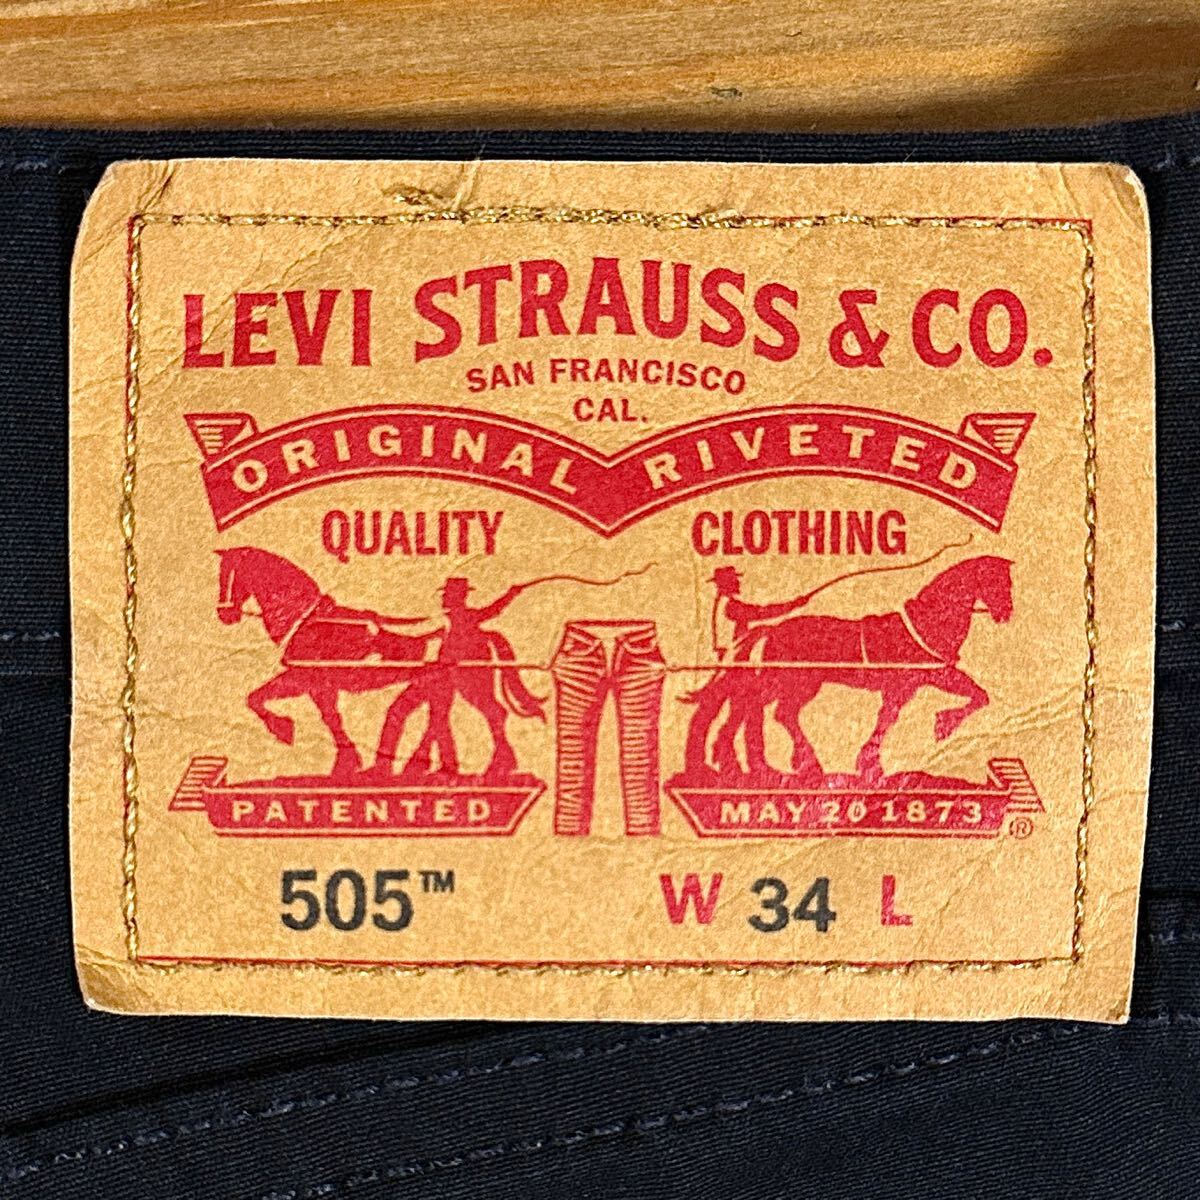 LEVI STRAUSS & CO.
SAN FRANCISCO
CAL.
ORIGINAL RIVETED
QUALITY CLOTHING
PATENTED MAY 20 1873 ®
505™ W 34 L